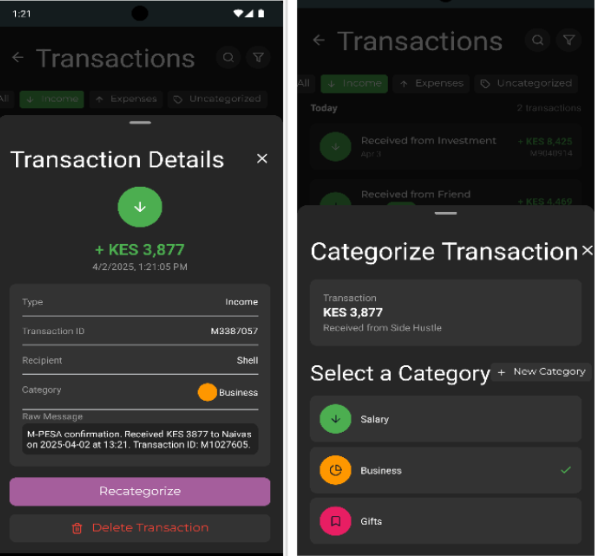 1:21
Transactions
All
Income
Expenses
Uncategorized
Transaction Details
+ KES 3,877
4/2/2025, 1:21:05 PM
Type Income
Transaction ID M3387057
Recipient Shell
Category Business
Raw Message
M-PESA confirmation. Received KES 3877 to Naivas
on 2025-04-02 at 13:21. Transaction ID: M1027605.
Recategorize
Delete Transaction
Transactions
All
Income
Expenses
Uncategorized
Today 2 transactions
Received from Investment + KES 8,425
Apr 3
Received from Friend + KES 4,469
Categorize Transaction
Transaction
KES 3,877
Received from Side Hustle
Select a Category + New Category
Salary
Business
Gifts